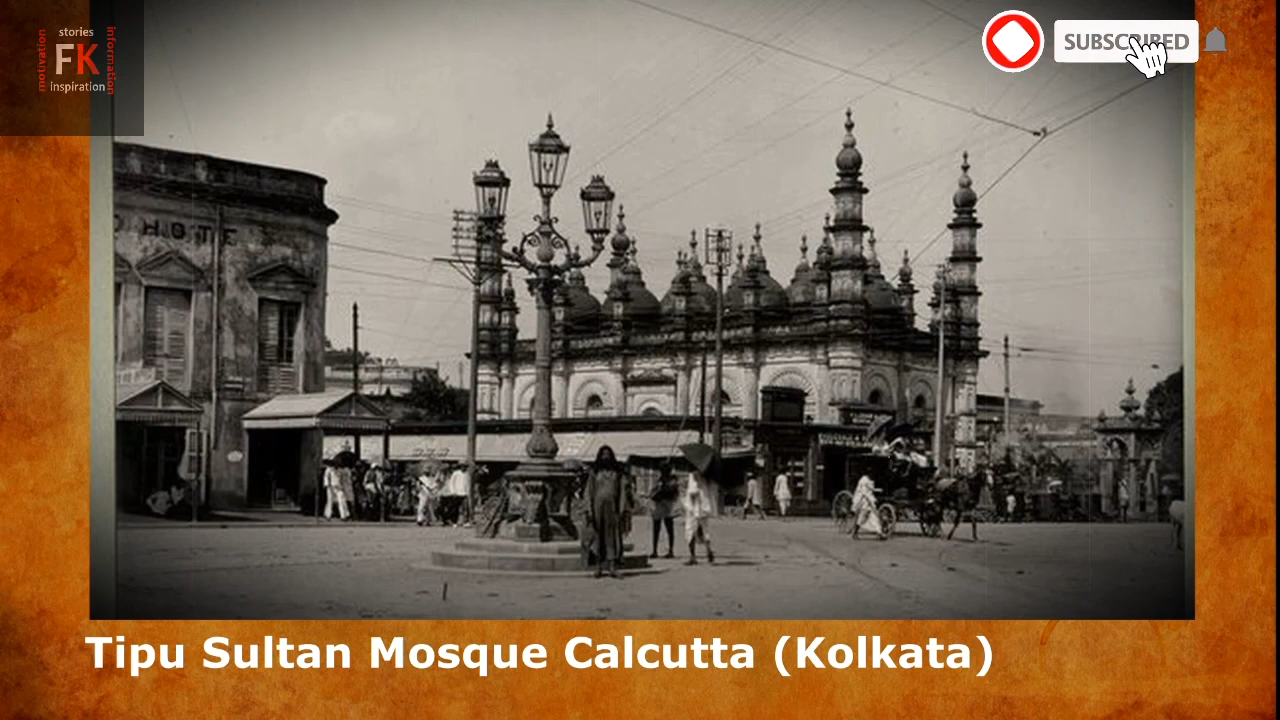 stories
motivation
FK
information
inspiration
SUBSCRIBED
HOTE
Tipu Sultan Mosque Calcutta (Kolkata)